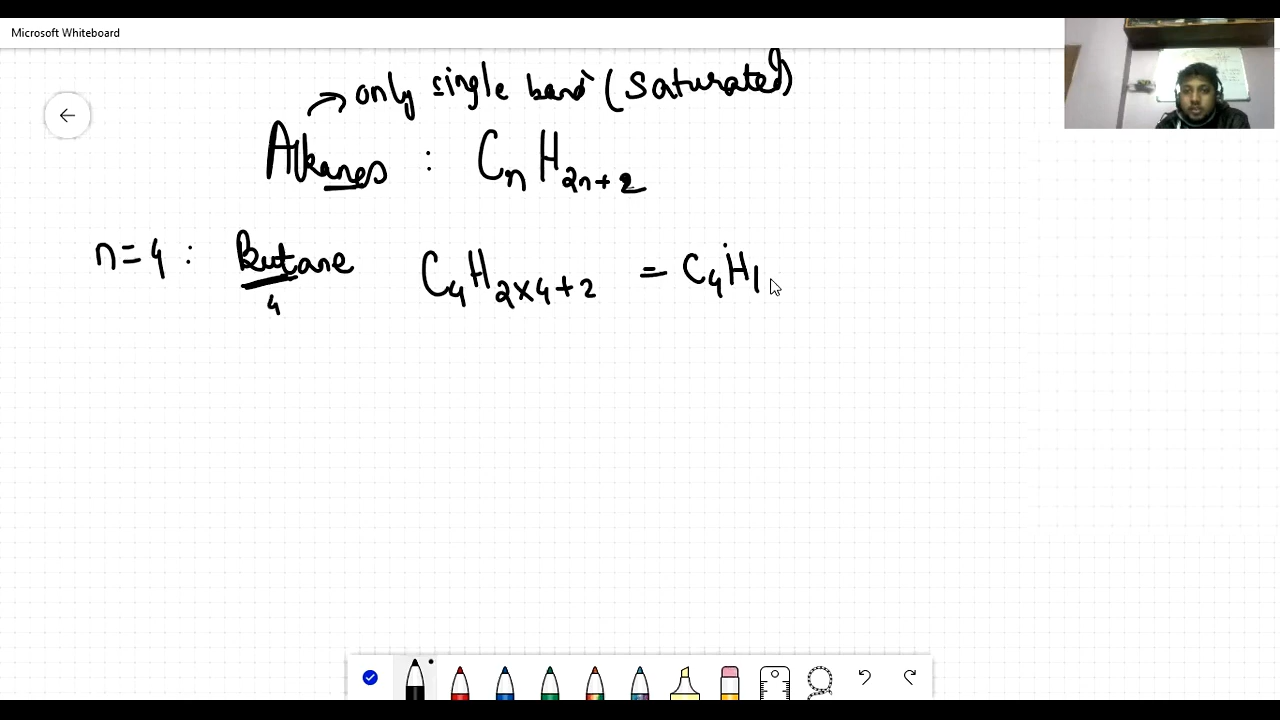 Microsoft Whiteboard
only single bond (Saturated)
Alkanes : CnH2n+2
n=4 : Butane C4H2x4+2 = C4H1
4